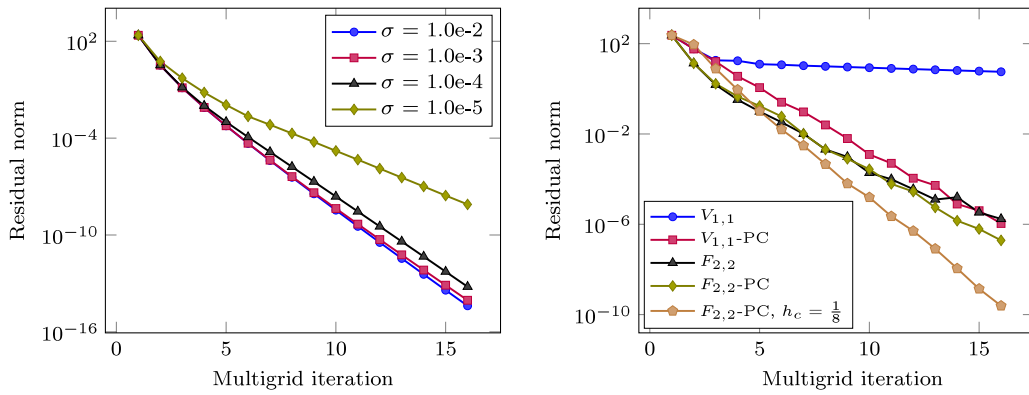 10^2
10^−4
10^−10
10^−16
0
5
10
15
Multigrid iteration
Residual norm
σ = 1.0e-2
σ = 1.0e-3
σ = 1.0e-4
σ = 1.0e-5
10^2
10^−2
10^−6
10^−10
0
5
10
15
Multigrid iteration
Residual norm
V_{1,1}
V_{1,1}-PC
F_{2,2}
F_{2,2}-PC
F_{2,2}-PC, h_c = 1/8